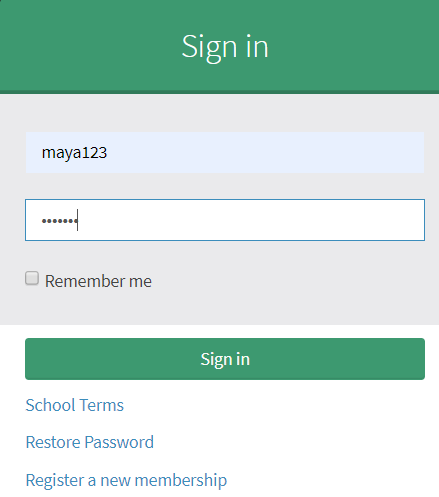 Sign in
maya123
•••••••
Remember me
Sign in
School Terms
Restore Password
Register a new membership